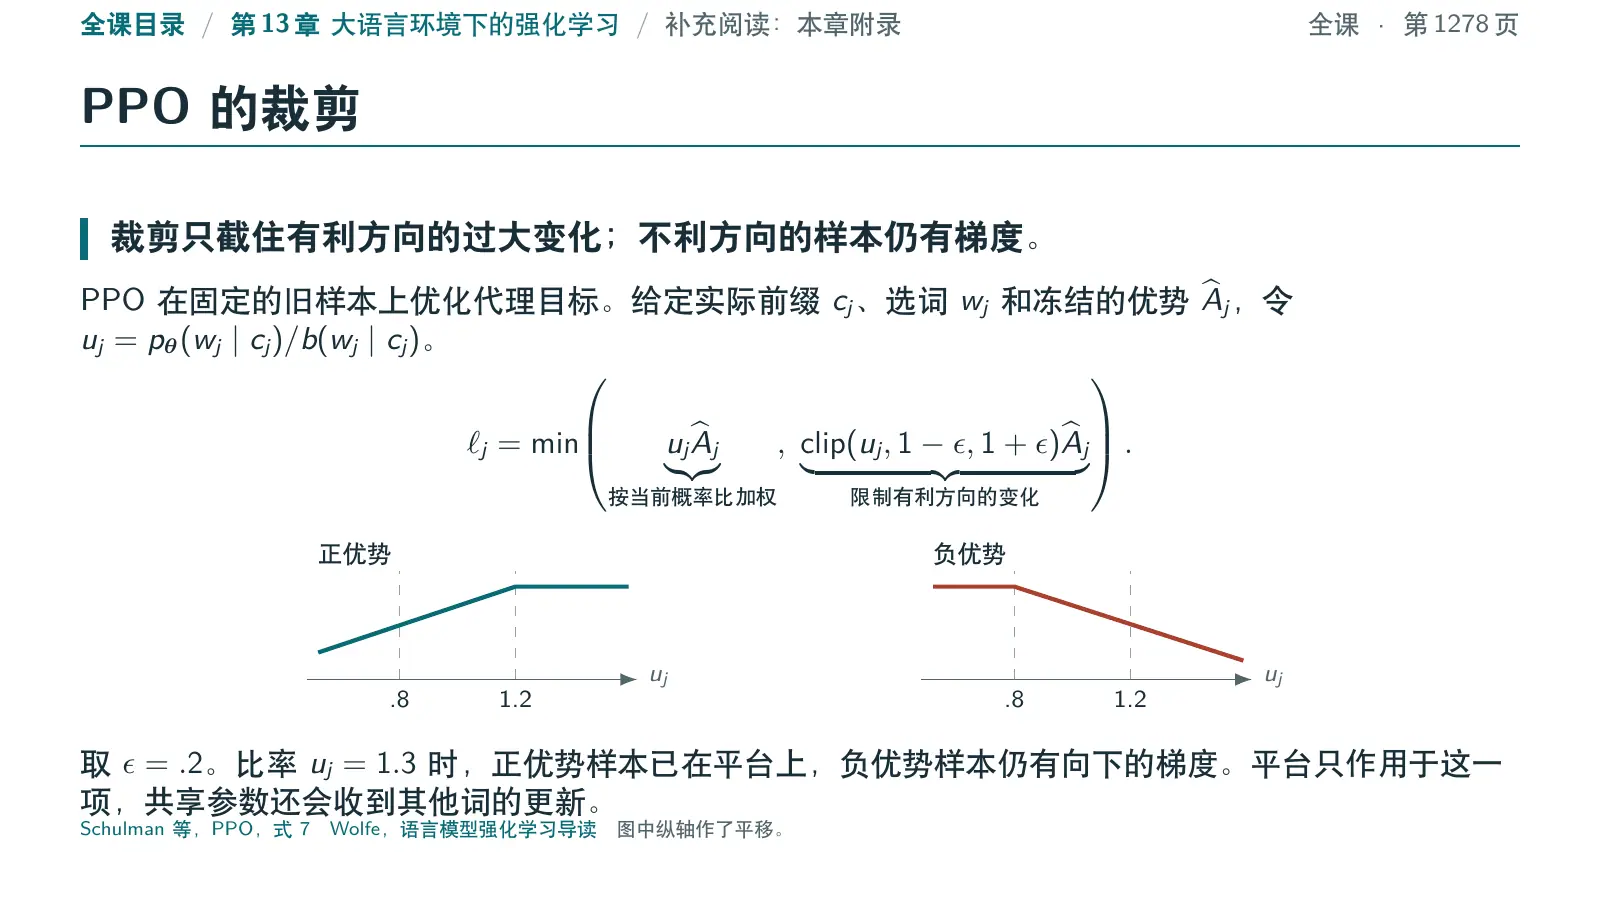 全课目录 / 第13章 大语言环境下的强化学习 / 补充阅读：本章附录 全课 · 第1278页
PPO 的裁剪
裁剪只截住有利方向的过大变化；不利方向的样本仍有梯度。
PPO 在固定的旧样本上优化代理目标。给定实际前缀 c_j、选词 w_j 和冻结的优势 Â_j，令
u_j = p_θ(w_j | c_j)/b(w_j | c_j)。
ℓ_j = min( u_j Â_j , clip(u_j, 1 − ϵ, 1 + ϵ)Â_j ) .
按当前概率比加权 限制有利方向的变化
正优势 负优势
u_j u_j
.8 1.2 .8 1.2
取 ϵ = .2。比率 u_j = 1.3 时，正优势样本已在平台上，负优势样本仍有向下的梯度。平台只作用于这一
项，共享参数还会收到其他词的更新。
Schulman 等，PPO，式 7 Wolfe，语言模型强化学习导读 图中纵轴作了平移。